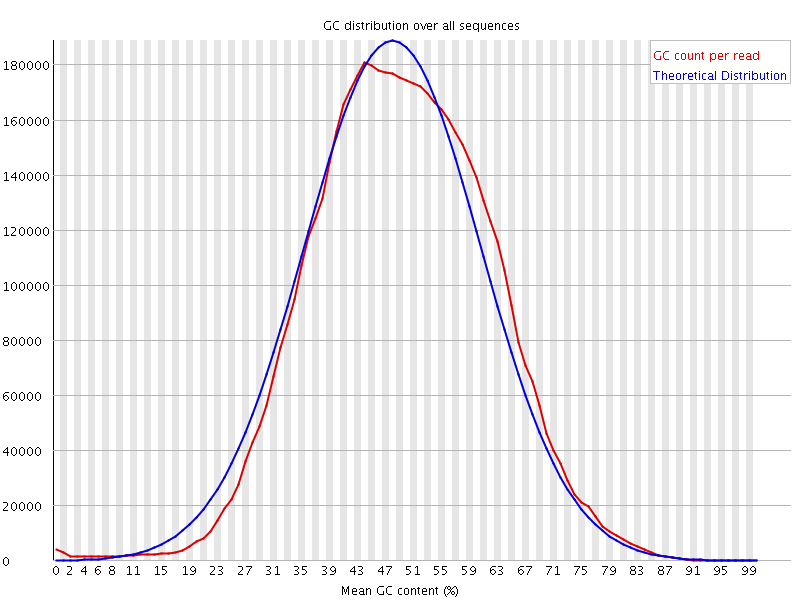 GC distribution over all sequences
GC count per read
Theoretical Distribution
180000
160000
140000
120000
100000
80000
60000
40000
20000
0
0 2 4 6 8 11 15 19 23 27 31 35 39 43 47 51 55 59 63 67 71 75 79 83 87 91 95 99
Mean GC content (%)